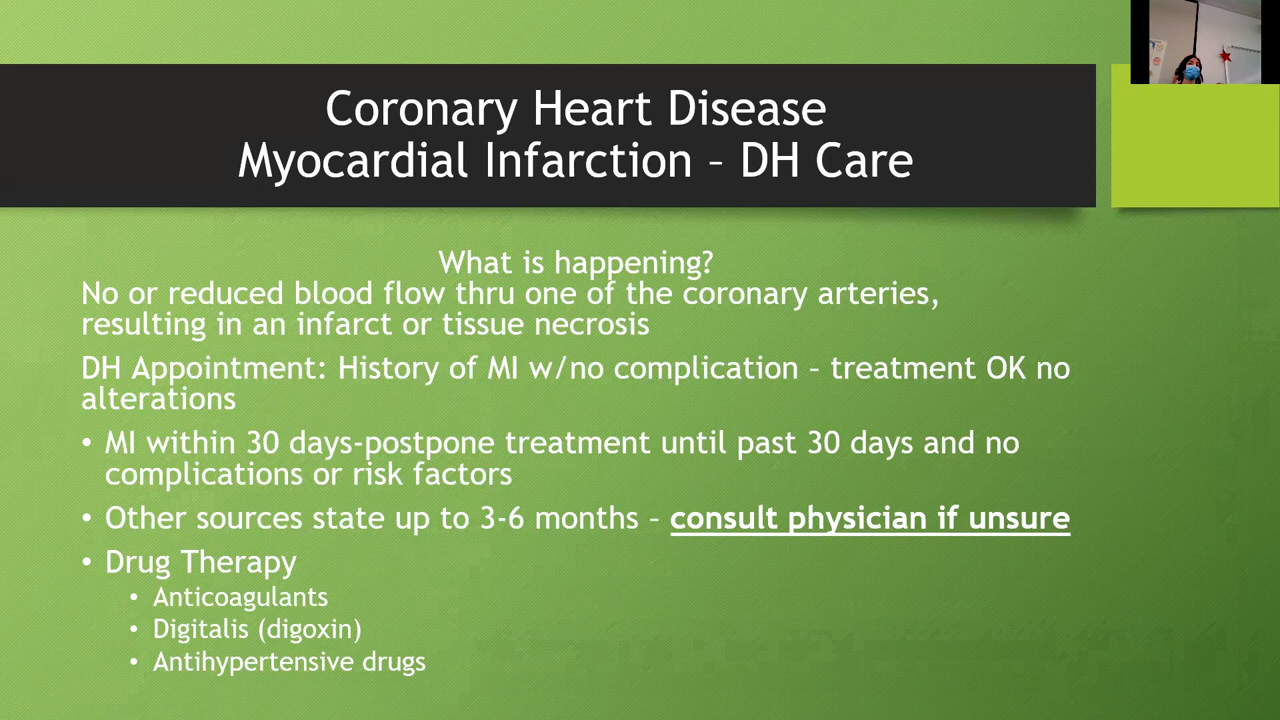 Coronary Heart Disease
Myocardial Infarction – DH Care
What is happening?
No or reduced blood flow thru one of the coronary arteries,
resulting in an infarct or tissue necrosis
DH Appointment: History of MI w/no complication – treatment OK no
alterations
• MI within 30 days-postpone treatment until past 30 days and no
complications or risk factors
• Other sources state up to 3-6 months – consult physician if unsure
• Drug Therapy
• Anticoagulants
• Digitalis (digoxin)
• Antihypertensive drugs